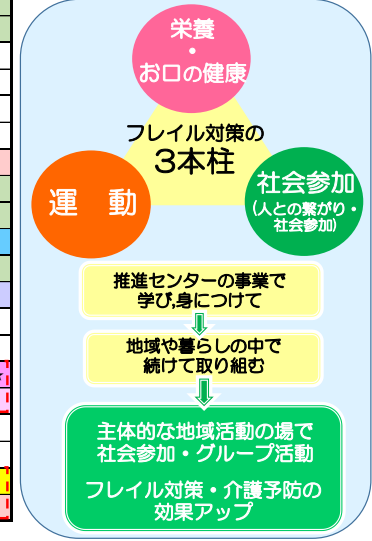 栄養
・
お口の健康
フレイル対策の
3本柱
運　動
社会参加
(人との繋がり・
社会参加)
推進センターの事業で
学び,身につけて
地域や暮らしの中で
続けて取り組む
主体的な地域活動の場で
社会参加・グループ活動
フレイル対策・介護予防の
効果アップ